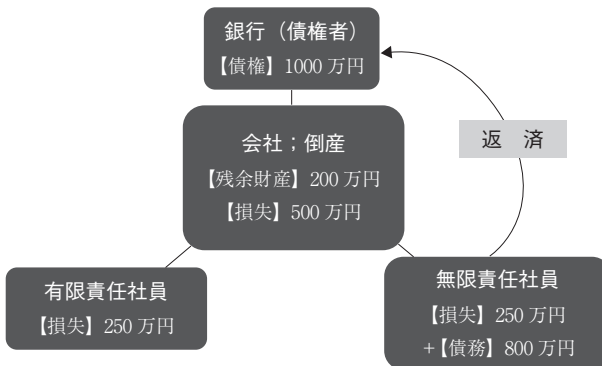 銀行（債権者）
【債権】1000 万円
会社；倒産
【残余財産】200 万円
【損失】500 万円
返　済
有限責任社員
【損失】250 万円
無限責任社員
【損失】250 万円
+【債務】800 万円